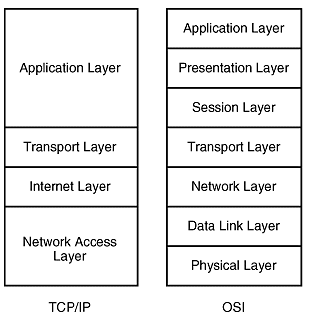 Application Layer
Transport Layer
Internet Layer
Network Access
Layer
TCP/IP
Application Layer
Presentation Layer
Session Layer
Transport Layer
Network Layer
Data Link Layer
Physical Layer
OSI